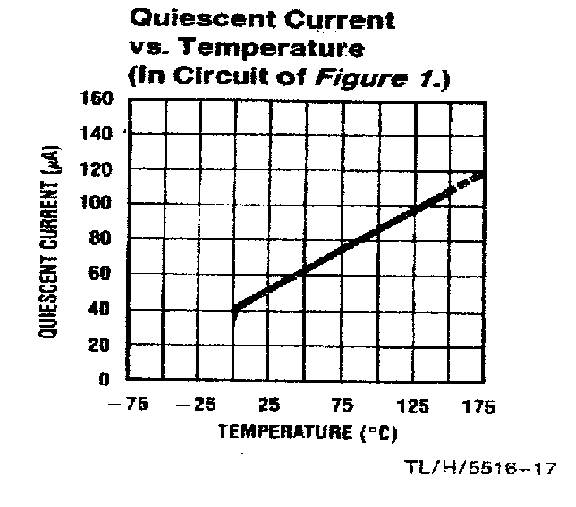 Quiescent Current
vs. Temperature
(In Circuit of Figure 1.)
QUIESCENT CURRENT (µA)
160
140
120
100
80
60
40
20
0
−75 −25 25 75 125 175
TEMPERATURE (°C)
TL/H/5516–17